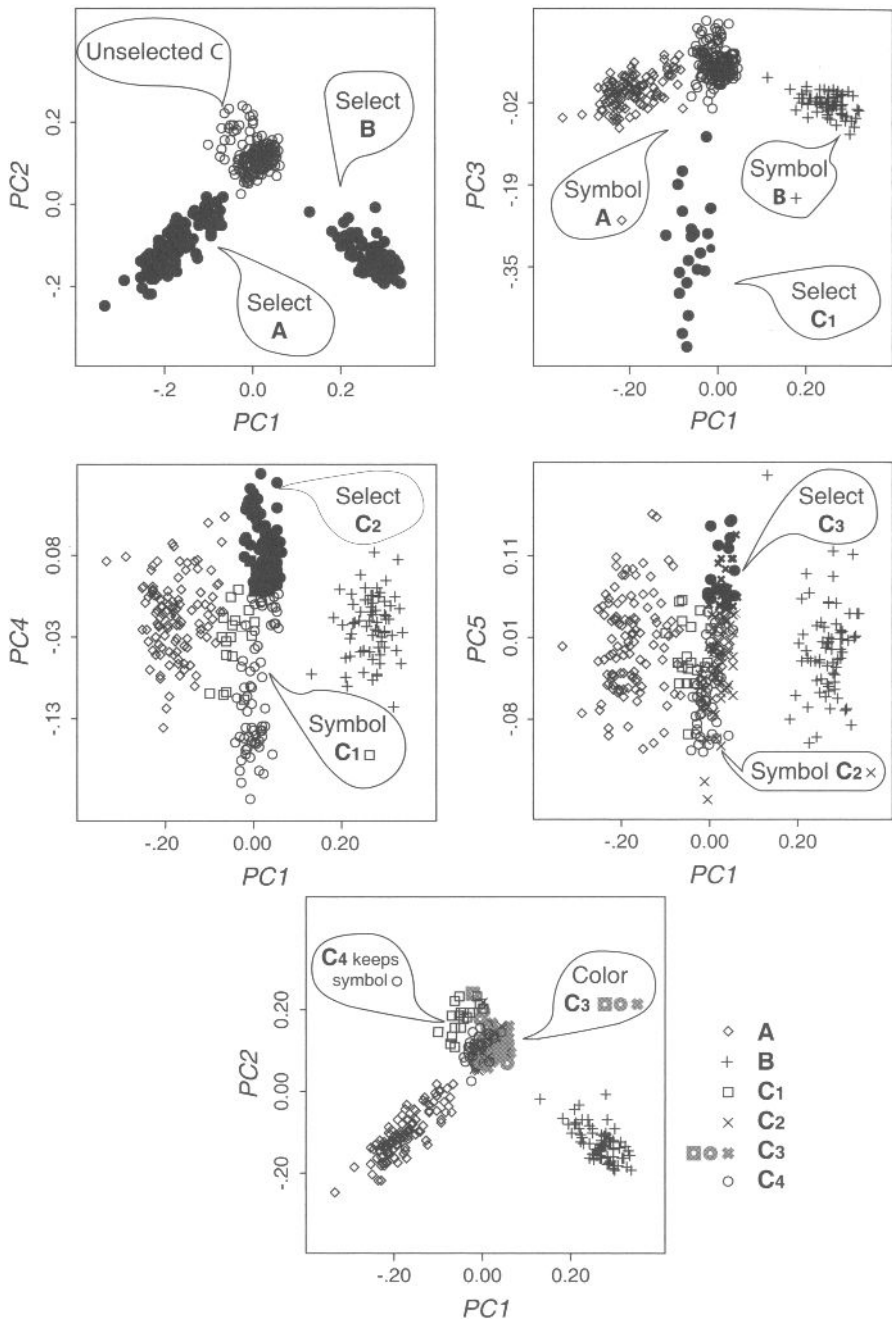 Unselected C
Select
B
Select
A
0.2
0.0
-.2
PC2
-.2
0.0
0.2
PC1
Symbol
A ◇
Symbol
B +
Select
C1
-.02
-.19
-.35
PC3
-.20
0.00
0.20
PC1
Select
C2
Symbol
C1 □
0.08
-.03
-.13
PC4
-.20
0.00
0.20
PC1
Select
C3
Symbol C2 ×
0.11
0.01
-.08
PC5
-.20
0.00
0.20
PC1
C4 keeps
symbol ○
Color
C3
0.20
0.00
-.20
PC2
-.20
0.00
0.20
PC1
◇ A
+ B
□ C1
× C2
C3
○ C4